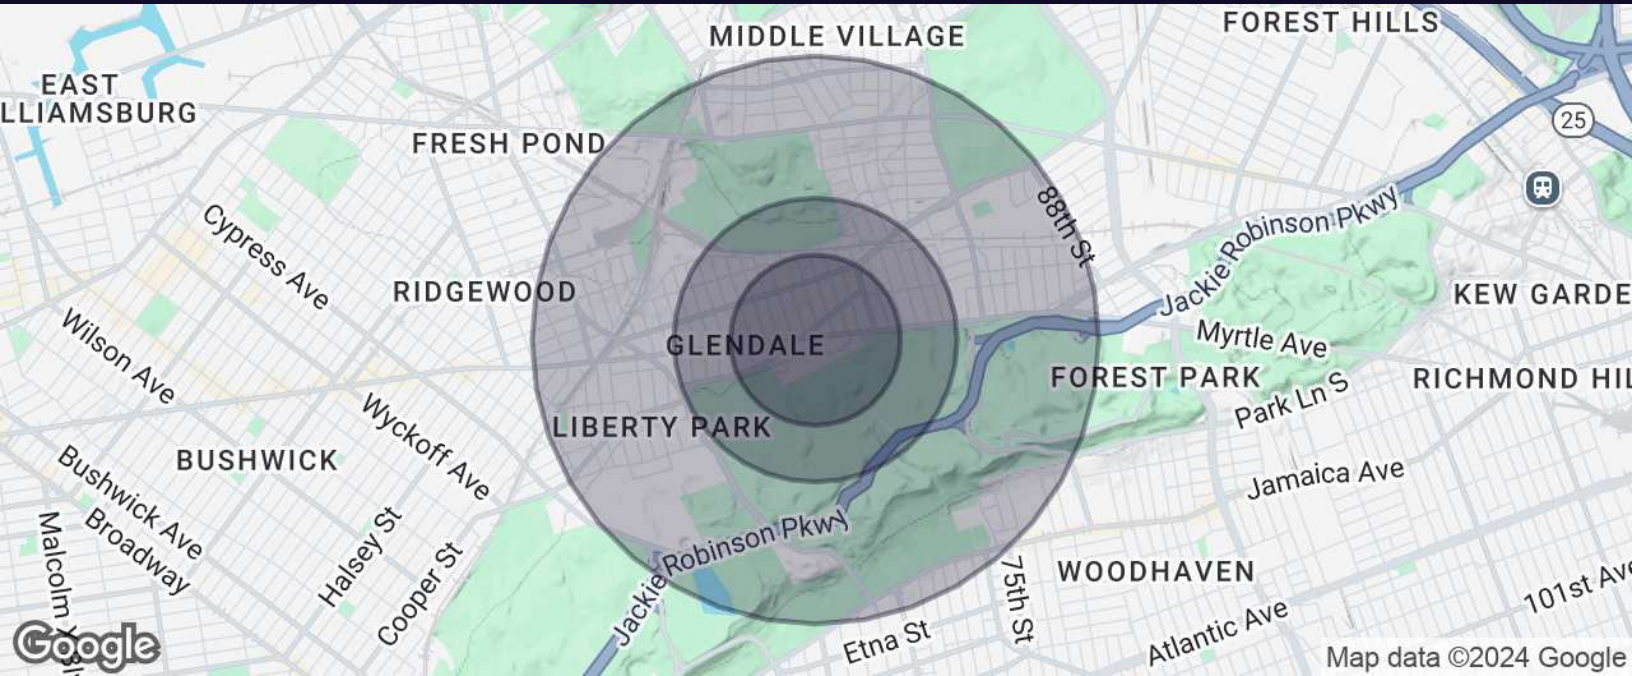 MIDDLE VILLAGE
FOREST HILLS
EAST
LLIAMSBURG
25
FRESH POND
88th St
Cypress Ave
Jackie Robinson Pkwy
RIDGEWOOD
KEW GARDE
Wilson Ave
GLENDALE
Myrtle Ave
FOREST PARK
RICHMOND HIL
Park Ln S
Wyckoff Ave
LIBERTY PARK
BUSHWICK
Jamaica Ave
Bushwick Ave
Broadway
Halsey St
Jackie Robinson Pkwy
Malcolm X Bl
Cooper St
75th St
WOODHAVEN
101st Ave
Etna St
Atlantic Ave
Google
Map data ©2024 Google